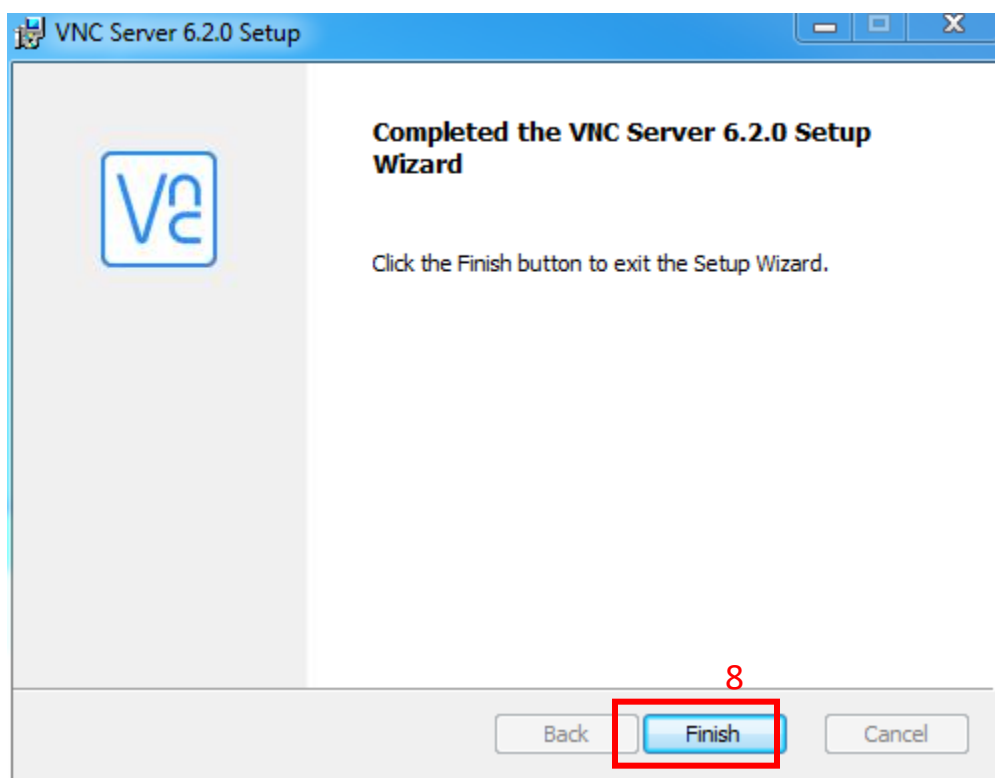 VNC Server 6.2.0 Setup
Completed the VNC Server 6.2.0 Setup
Wizard
Vnc
Click the Finish button to exit the Setup Wizard.
8
Back Finish Cancel